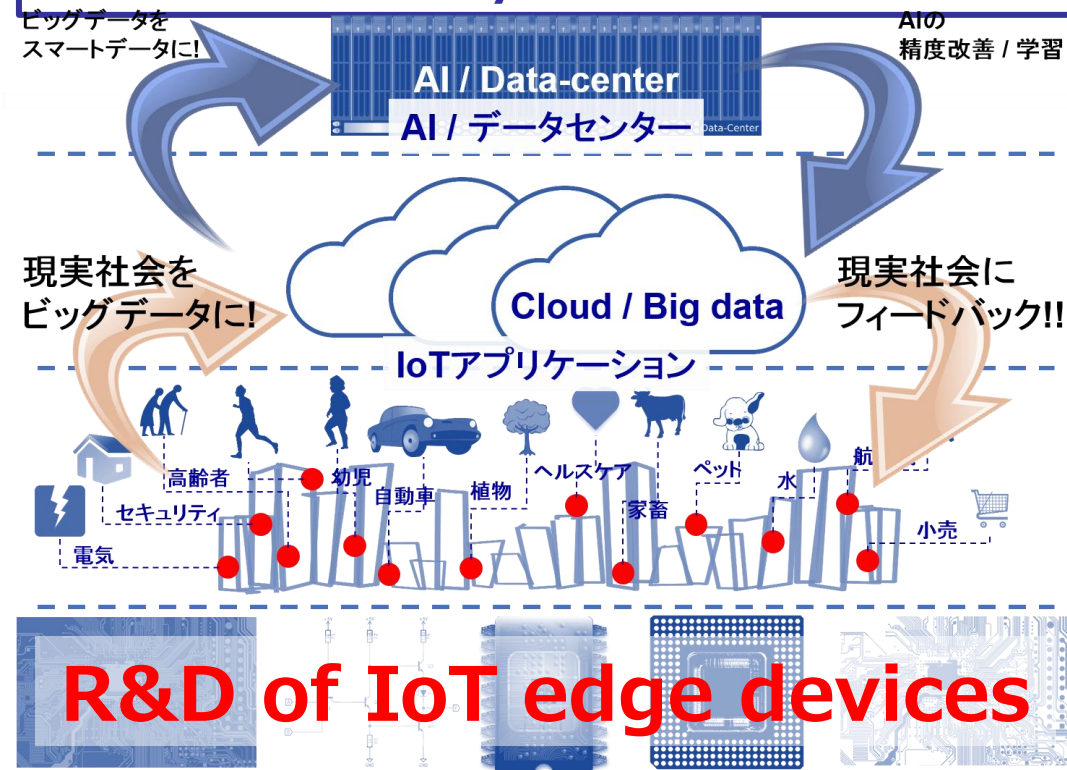 ビッグデータを
スマートデータに!
AIの
精度改善 / 学習
AI / Data-center
AI / データセンター
Data-Center
現実社会を
ビッグデータに!
現実社会に
フィードバック!!
Cloud / Big data
IoTアプリケーション
高齢者
幼児
自動車
植物
ヘルスケア
家畜
ペット
水
航
セキュリティ
電気
小売
R&D of IoT edge devices